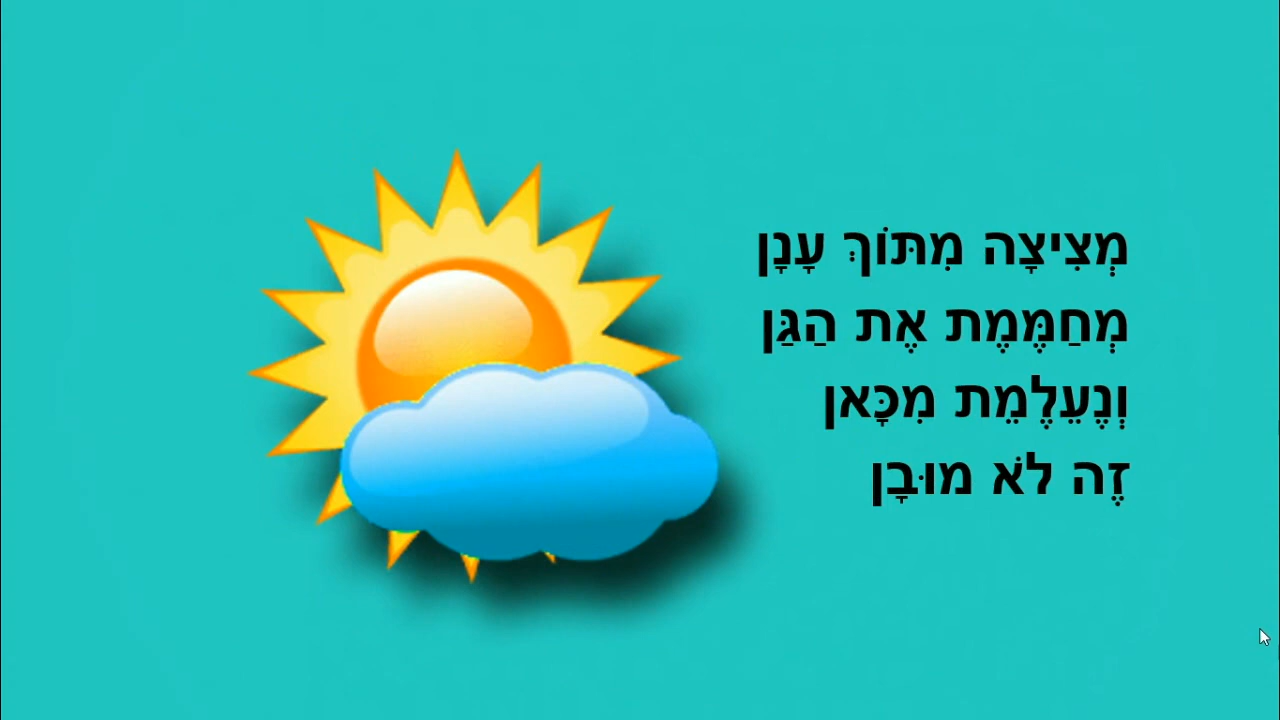 מְצִיצָה מִתּוֹךְ עָנָן
מְחַמֶּמֶת אֶת הַגַּן
וְנֶעֱלֶמֶת מִכָּאן
זֶה לֹא מוּבָן